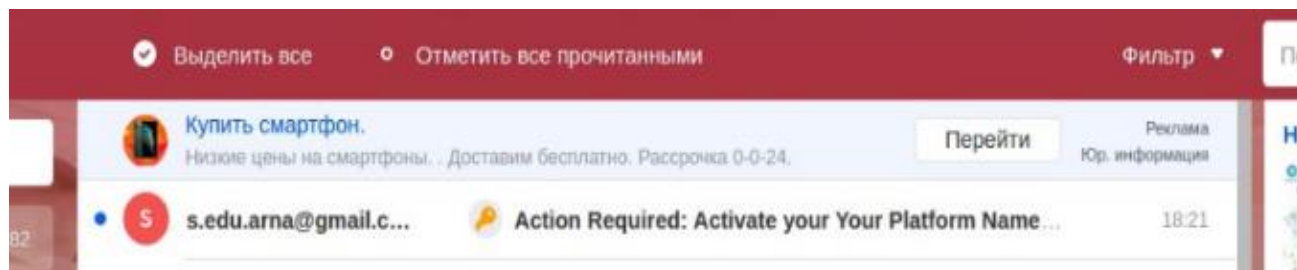 Выделить все Отметить все прочитанными Фильтр
Купить смартфон.
Низкие цены на смартфоны. . Доставим бесплатно. Рассрочка 0-0-24.
Перейти
Реклама
Юр. информация
s.edu.arna@gmail.c... Action Required: Activate your Your Platform Name... 18:21
82